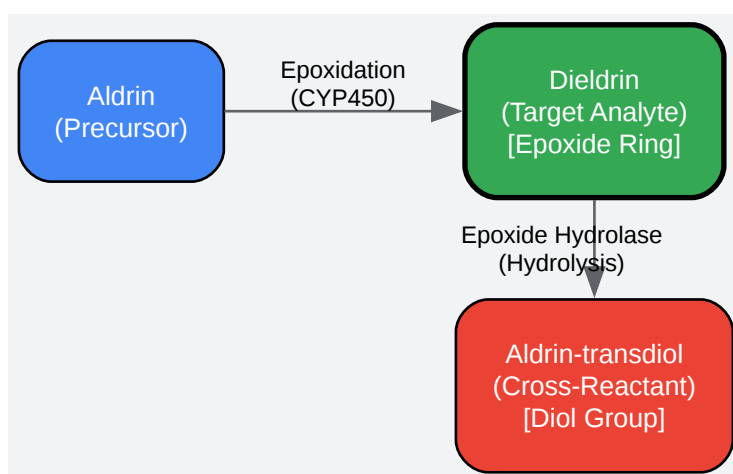 Aldrin
(Precursor)
Epoxidation
(CYP450)
Dieldrin
(Target Analyte)
[Epoxide Ring]
Epoxide Hydrolase
(Hydrolysis)
Aldrin-transdiol
(Cross-Reactant)
[Diol Group]